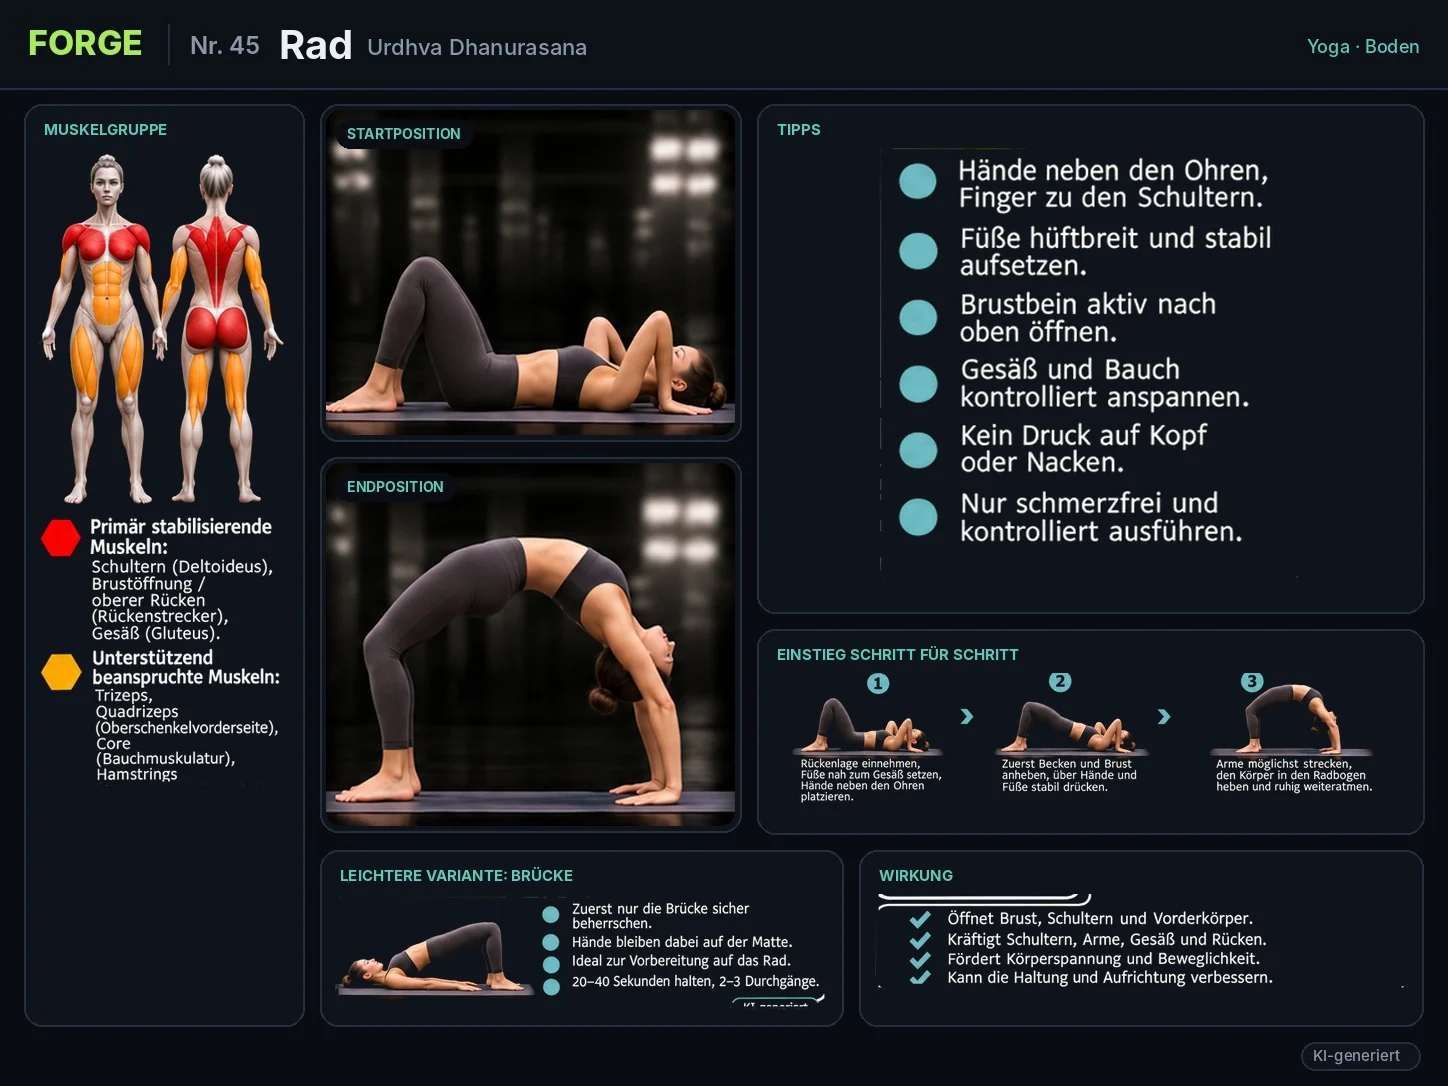 FORGE
Nr. 45
Rad
Urdhva Dhanurasana
Yoga · Boden
MUSKELGRUPPE
Primär stabilisierende
Muskeln:
Schultern (Deltoideus),
Brustöffnung /
oberer Rücken
(Rückenstrecker),
Gesäß (Gluteus).
Unterstützend
beanspruchte Muskeln:
Trizeps,
Quadrizeps
(Oberschenkelvorderseite),
Core
(Bauchmuskulatur),
Hamstrings
STARTPOSITION
ENDPOSITION
TIPPS
Hände neben den Ohren,
Finger zu den Schultern.
Füße hüftbreit und stabil
aufsetzen.
Brustbein aktiv nach
oben öffnen.
Gesäß und Bauch
kontrolliert anspannen.
Kein Druck auf Kopf
oder Nacken.
Nur schmerzfrei und
kontrolliert ausführen.
EINSTIEG SCHRITT FÜR SCHRITT
1
Rückenlage einnehmen,
Füße nah zum Gesäß setzen,
Hände neben den Ohren
platzieren.
2
Zuerst Becken und Brust
anheben, über Hände und
Füße stabil drücken.
3
Arme möglichst strecken,
den Körper in den Radbogen
heben und ruhig weiteratmen.
LEICHTERE VARIANTE: BRÜCKE
Zuerst nur die Brücke sicher
beherrschen.
Hände bleiben dabei auf der Matte.
Ideal zur Vorbereitung auf das Rad.
20–40 Sekunden halten, 2–3 Durchgänge.
KI-generiert
WIRKUNG
Öffnet Brust, Schultern und Vorderkörper.
Kräftigt Schultern, Arme, Gesäß und Rücken.
Fördert Körperspannung und Beweglichkeit.
Kann die Haltung und Aufrichtung verbessern.
KI-generiert